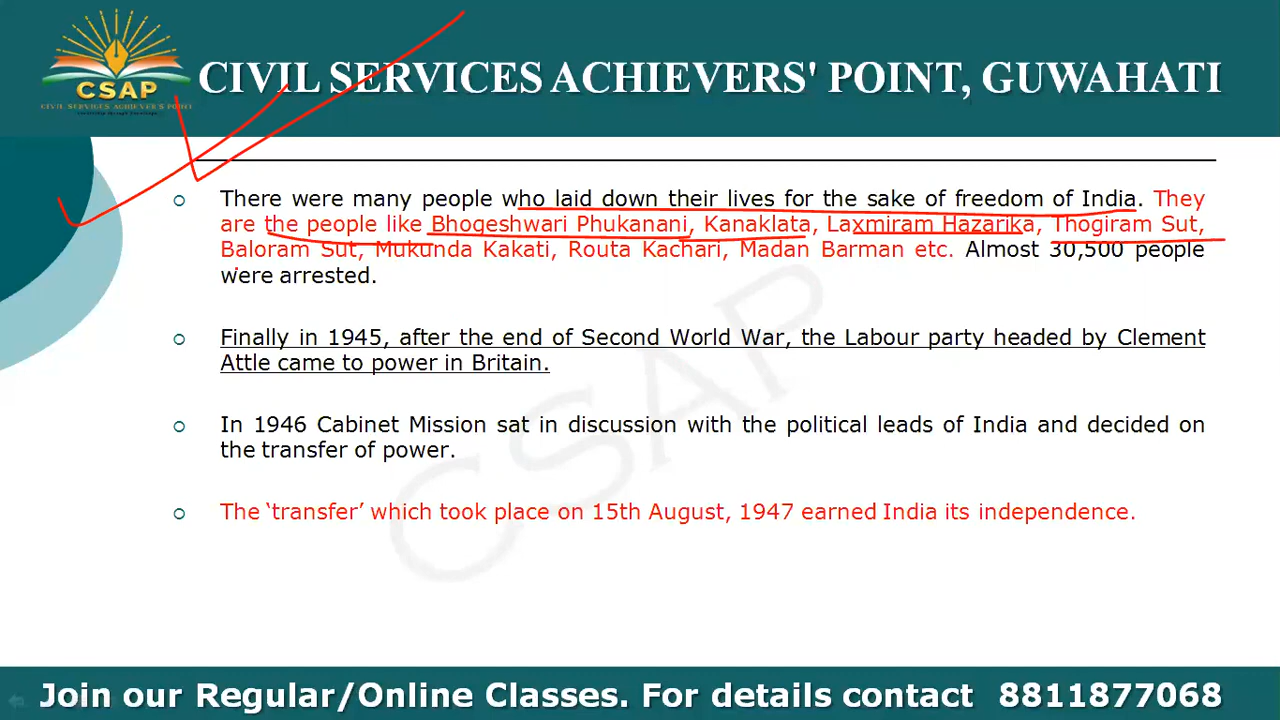 CSAP
CIVIL SERVICES ACHIEVER'S POINT
CIVIL SERVICES ACHIEVERS' POINT, GUWAHATI
There were many people who laid down their lives for the sake of freedom of India. They
are the people like Bhogeshwari Phukanani, Kanaklata, Laxmiram Hazarika, Thogiram Sut,
Baloram Sut, Mukunda Kakati, Routa Kachari, Madan Barman etc. Almost 30,500 people
were arrested.
Finally in 1945, after the end of Second World War, the Labour party headed by Clement
Attle came to power in Britain.
In 1946 Cabinet Mission sat in discussion with the political leads of India and decided on
the transfer of power.
The ‘transfer’ which took place on 15th August, 1947 earned India its independence.
CSAP
Join our Regular/Online Classes. For details contact 8811877068